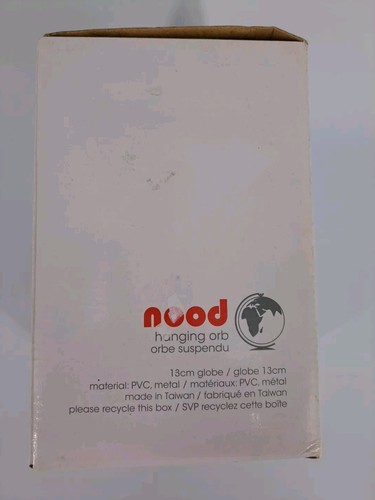 nood
hanging orb
orbe suspendu
13cm globe / globe 13cm
material: PVC, metal / matériaux: PVC, métal
made in Taiwan / fabriqué en Taiwan
please recycle this box / SVP recyclez cette boîte